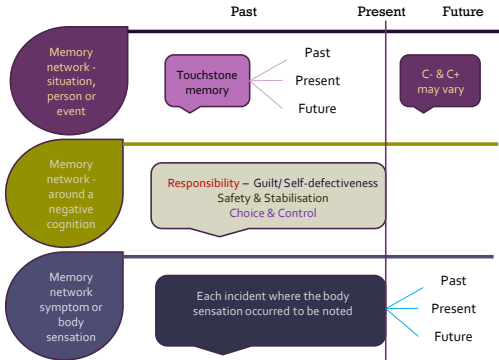 Past
Present
Future
Memory
network -
situation,
person or
event
Touchstone
memory
Past
Present
Future
C- & C+
may vary
Memory
network -
around a
negative
cognition
Responsibility – Guilt/ Self-defectiveness
Safety & Stabilisation
Choice & Control
Memory
network
symptom or
body
sensation
Each incident where the body
sensation occurred to be noted
Past
Present
Future